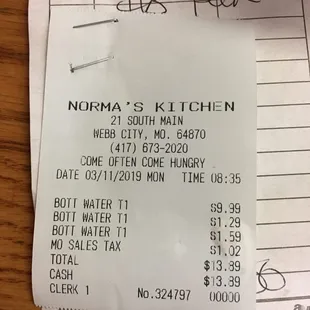 NORMA'S KITCHEN
21 SOUTH MAIN
WEBB CITY, MO. 64870
(417) 673-2020
COME OFTEN COME HUNGRY
DATE 03/11/2019 MON TIME 08:35
BOTT WATER T1 $9.99
BOTT WATER T1 $1.29
BOTT WATER T1 $1.59
MO SALES TAX $1.02
TOTAL $13.89
CASH $13.89
CLERK 1 No.324797 00000